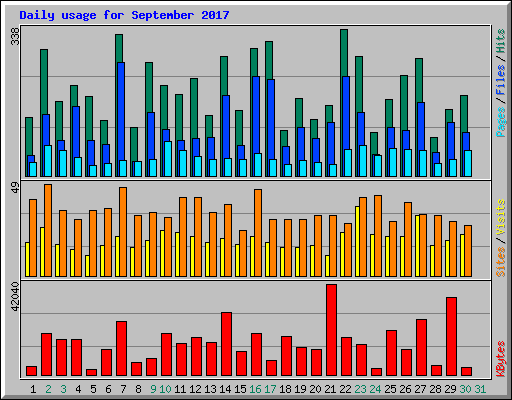 Daily usage for September 2017
338
Pages / Files / Hits
49
Sites / Visits
42040
KBytes
1 2 3 4 5 6 7 8 9 10 11 12 13 14 15 16 17 18 19 20 21 22 23 24 25 26 27 28 29 30 31